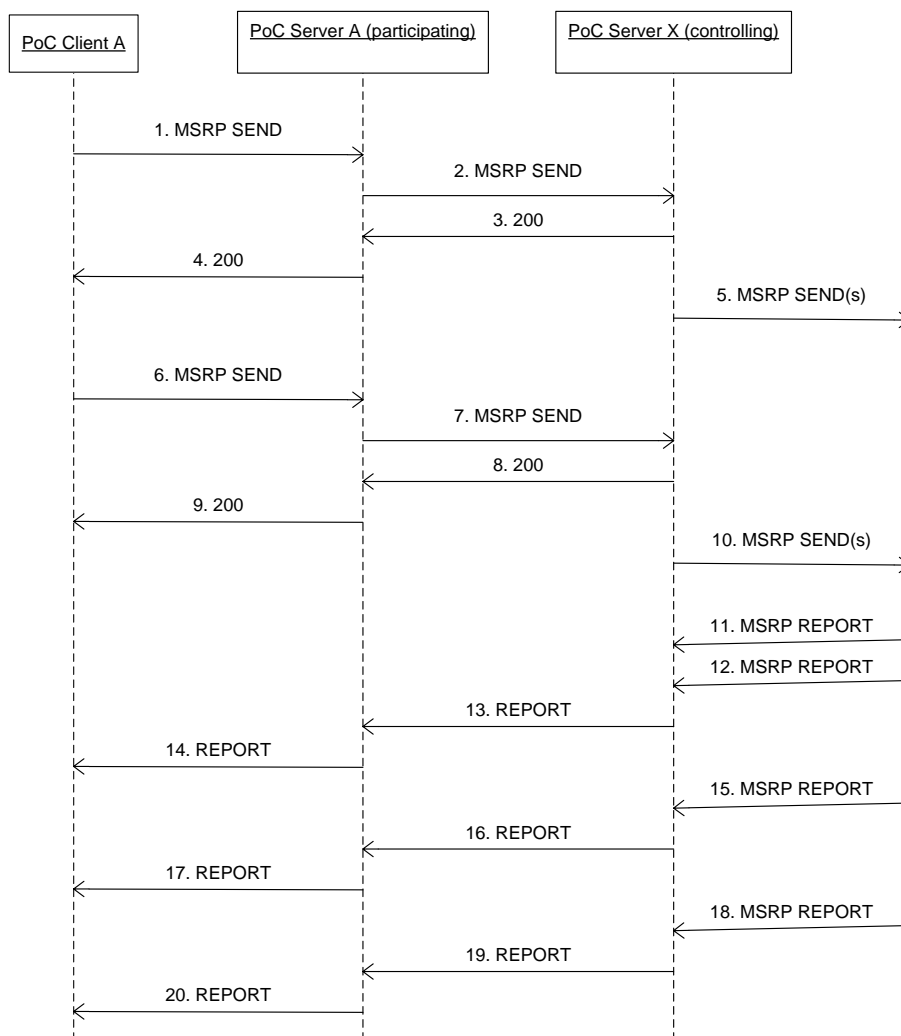 PoC Client A
PoC Server A (participating)
PoC Server X (controlling)
1. MSRP SEND
2. MSRP SEND
3. 200
4. 200
5. MSRP SEND(s)
6. MSRP SEND
7. MSRP SEND
8. 200
9. 200
10. MSRP SEND(s)
11. MSRP REPORT
12. MSRP REPORT
13. REPORT
14. REPORT
15. MSRP REPORT
16. REPORT
17. REPORT
18. MSRP REPORT
19. REPORT
20. REPORT